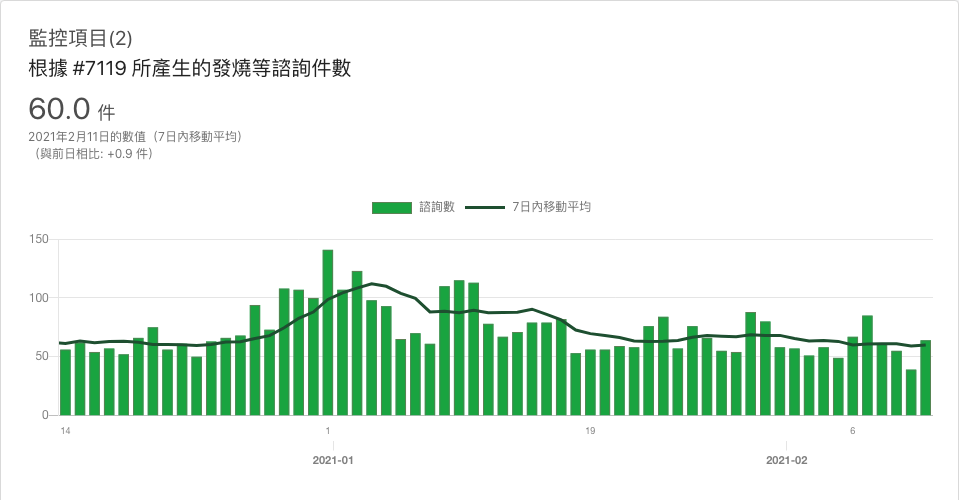 監控項目(2)
根據 #7119 所產生的發燒等諮詢件數
60.0 件
2021年2月11日的數值（7日內移動平均）
（與前日相比: +0.9 件）
諮詢數 7日內移動平均
150
100
50
0
14 1 19 6
2021-01 2021-02